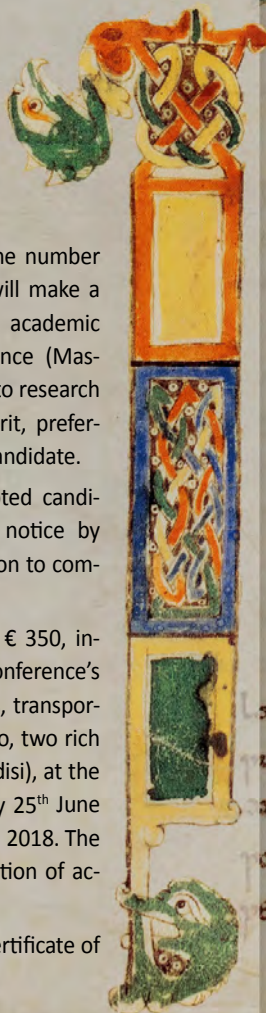 ne number
will make a
academic
nce (Mas-
to research
rit, prefer-
andidate.
oted candi-
notice by
on to com-
€ 350, in-
onference's
, transpor-
o, two rich
disi), at the
y 25th June
2018. The
tion of ac-
ertificate of